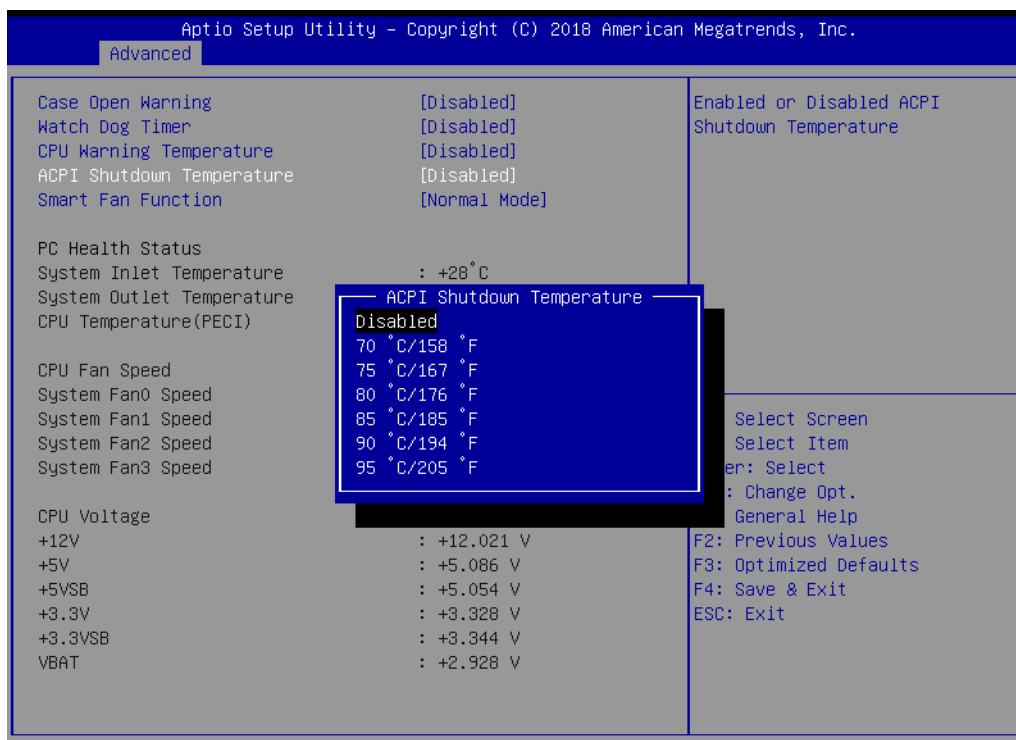 Aptio Setup Utility – Copyright (C) 2018 American Megatrends, Inc.
Advanced
Case Open Warning [Disabled]
Watch Dog Timer [Disabled]
CPU Warning Temperature [Disabled]
ACPI Shutdown Temperature [Disabled]
Smart Fan Function [Normal Mode]
PC Health Status
System Inlet Temperature : +28°C
System Outlet Temperature
CPU Temperature(PECI)
CPU Fan Speed
System Fan0 Speed
System Fan1 Speed
System Fan2 Speed
System Fan3 Speed
CPU Voltage
+12V : +12.021 V
+5V : +5.086 V
+5VSB : +5.054 V
+3.3V : +3.328 V
+3.3VSB : +3.344 V
VBAT : +2.928 V
ACPI Shutdown Temperature
Disabled
70 °C/158 °F
75 °C/167 °F
80 °C/176 °F
85 °C/185 °F
90 °C/194 °F
95 °C/205 °F
Enabled or Disabled ACPI
Shutdown Temperature
Select Screen
Select Item
er: Select
: Change Opt.
General Help
F2: Previous Values
F3: Optimized Defaults
F4: Save & Exit
ESC: Exit